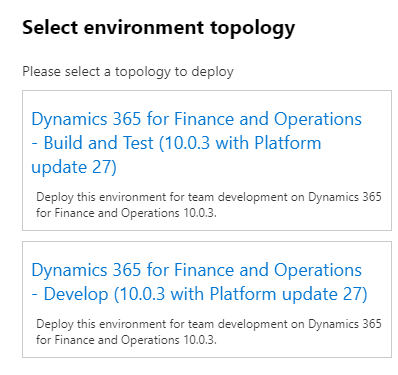 Select environment topology
Please select a topology to deploy
Dynamics 365 for Finance and Operations
- Build and Test (10.0.3 with Platform
update 27)
Deploy this environment for team development on Dynamics 365
for Finance and Operations 10.0.3.
Dynamics 365 for Finance and Operations
- Develop (10.0.3 with Platform update 27)
Deploy this environment for team development on Dynamics 365
for Finance and Operations 10.0.3.